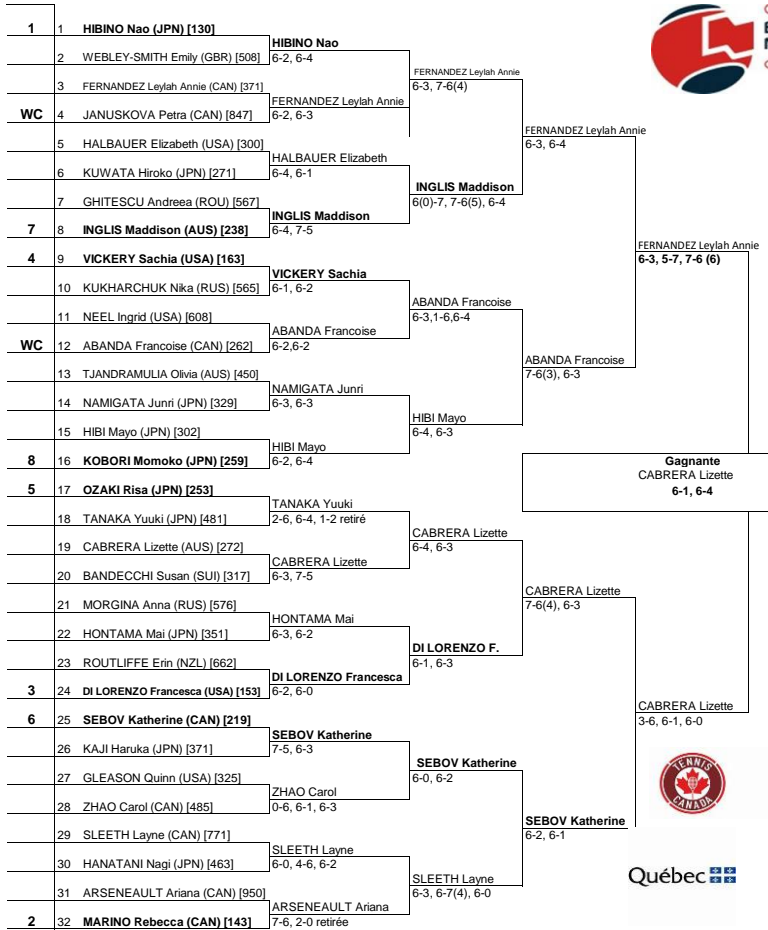 1 1 HIBINO Nao (JPN) [130]
HIBINO Nao
2 WEBLEY-SMITH Emily (GBR) [508] 6-2, 6-4
FERNANDEZ Leylah Annie
3 FERNANDEZ Leylah Annie (CAN) [371] 6-3, 7-6(4)
FERNANDEZ Leylah Annie
WC 4 JANUSKOVA Petra (CAN) [847] 6-2, 6-3
FERNANDEZ Leylah Annie
5 HALBAUER Elizabeth (USA) [300] 6-3, 6-4
HALBAUER Elizabeth
6 KUWATA Hiroko (JPN) [271] 6-4, 6-1
INGLIS Maddison
7 GHITESCU Andreea (ROU) [567] 6(0)-7, 7-6(5), 6-4
INGLIS Maddison
7 8 INGLIS Maddison (AUS) [238] 6-4, 7-5
FERNANDEZ Leylah Annie
4 9 VICKERY Sachia (USA) [163] 6-3, 5-7, 7-6 (6)
VICKERY Sachia
10 KUKHARCHUK Nika (RUS) [565] 6-1, 6-2
ABANDA Francoise
11 NEEL Ingrid (USA) [608] 6-3,1-6,6-4
ABANDA Francoise
WC 12 ABANDA Francoise (CAN) [262] 6-2,6-2
ABANDA Francoise
13 TJANDRAMULIA Olivia (AUS) [450] 7-6(3), 6-3
NAMIGATA Junri
14 NAMIGATA Junri (JPN) [329] 6-3, 6-3
HIBI Mayo
15 HIBI Mayo (JPN) [302] 6-4, 6-3
HIBI Mayo
8 16 KOBORI Momoko (JPN) [259] 6-2, 6-4
Gagnante
CABRERA Lizette
6-1, 6-4
5 17 OZAKI Risa (JPN) [253]
TANAKA Yuuki
18 TANAKA Yuuki (JPN) [481] 2-6, 6-4, 1-2 retiré
CABRERA Lizette
19 CABRERA Lizette (AUS) [272] 6-4, 6-3
CABRERA Lizette
20 BANDECCHI Susan (SUI) [317] 6-3, 7-5
CABRERA Lizette
21 MORGINA Anna (RUS) [576] 7-6(4), 6-3
HONTAMA Mai
22 HONTAMA Mai (JPN) [351] 6-3, 6-2
DI LORENZO F.
23 ROUTLIFFE Erin (NZL) [662] 6-1, 6-3
DI LORENZO Francesca
3 24 DI LORENZO Francesca (USA) [153] 6-2, 6-0
CABRERA Lizette
6 25 SEBOV Katherine (CAN) [219] 3-6, 6-1, 6-0
SEBOV Katherine
26 KAJI Haruka (JPN) [371] 7-5, 6-3
SEBOV Katherine
27 GLEASON Quinn (USA) [325] 6-0, 6-2
ZHAO Carol
28 ZHAO Carol (CAN) [485] 0-6, 6-1, 6-3
SEBOV Katherine
29 SLEETH Layne (CAN) [771] 6-2, 6-1
SLEETH Layne
30 HANATANI Nagi (JPN) [463] 6-0, 4-6, 6-2
SLEETH Layne
31 ARSENEAULT Ariana (CAN) [950] 6-3, 6-7(4), 6-0
ARSENEAULT Ariana
2 32 MARINO Rebecca (CAN) [143] 7-6, 2-0 retirée
TENNIS
CANADA
Québec